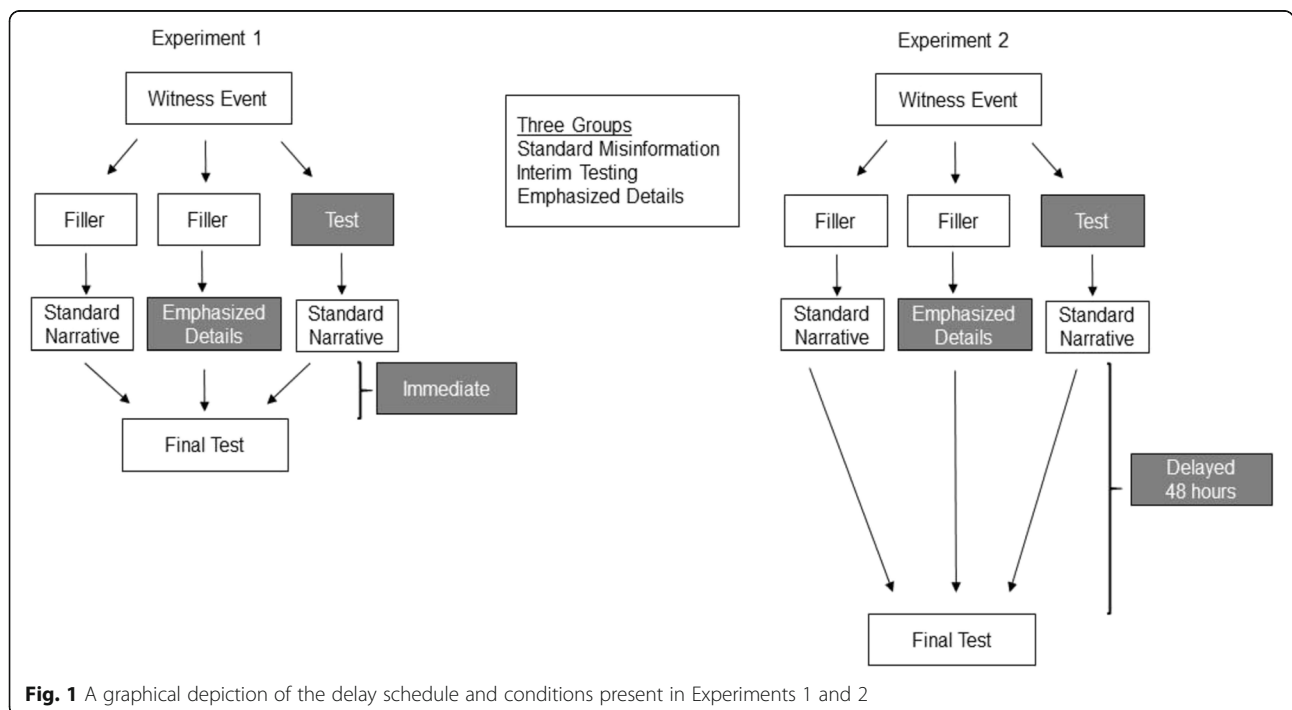 Experiment 1
Witness Event
Filler
Filler
Test
Standard
Narrative
Emphasized
Details
Standard
Narrative
Immediate
Final Test
Three Groups
Standard Misinformation
Interim Testing
Emphasized Details
Experiment 2
Witness Event
Filler
Filler
Test
Standard
Narrative
Emphasized
Details
Standard
Narrative
Delayed
48 hours
Final Test
Fig. 1 A graphical depiction of the delay schedule and conditions present in Experiments 1 and 2